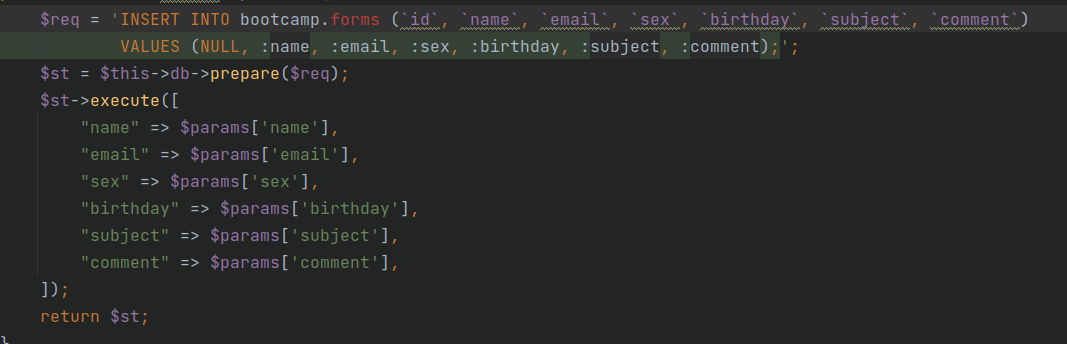 $req = 'INSERT INTO bootcamp.forms (`id`, `name`, `email`, `sex`, `birthday`, `subject`, `comment`)
VALUES (NULL, :name, :email, :sex, :birthday, :subject, :comment);';
$st = $this->db->prepare($req);
$st->execute([
"name" => $params['name'],
"email" => $params['email'],
"sex" => $params['sex'],
"birthday" => $params['birthday'],
"subject" => $params['subject'],
"comment" => $params['comment'],
]);
return $st;
}